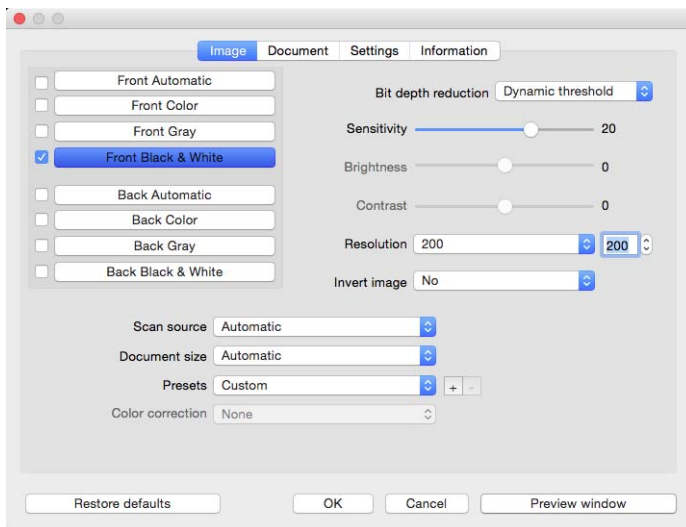 Image Document Settings Information
Front Automatic
Front Color
Front Gray
Front Black & White
Back Automatic
Back Color
Back Gray
Back Black & White
Bit depth reduction Dynamic threshold
Sensitivity 20
Brightness 0
Contrast 0
Resolution 200 200
Invert image No
Scan source Automatic
Document size Automatic
Presets Custom + -
Color correction None
Restore defaults OK Cancel Preview window